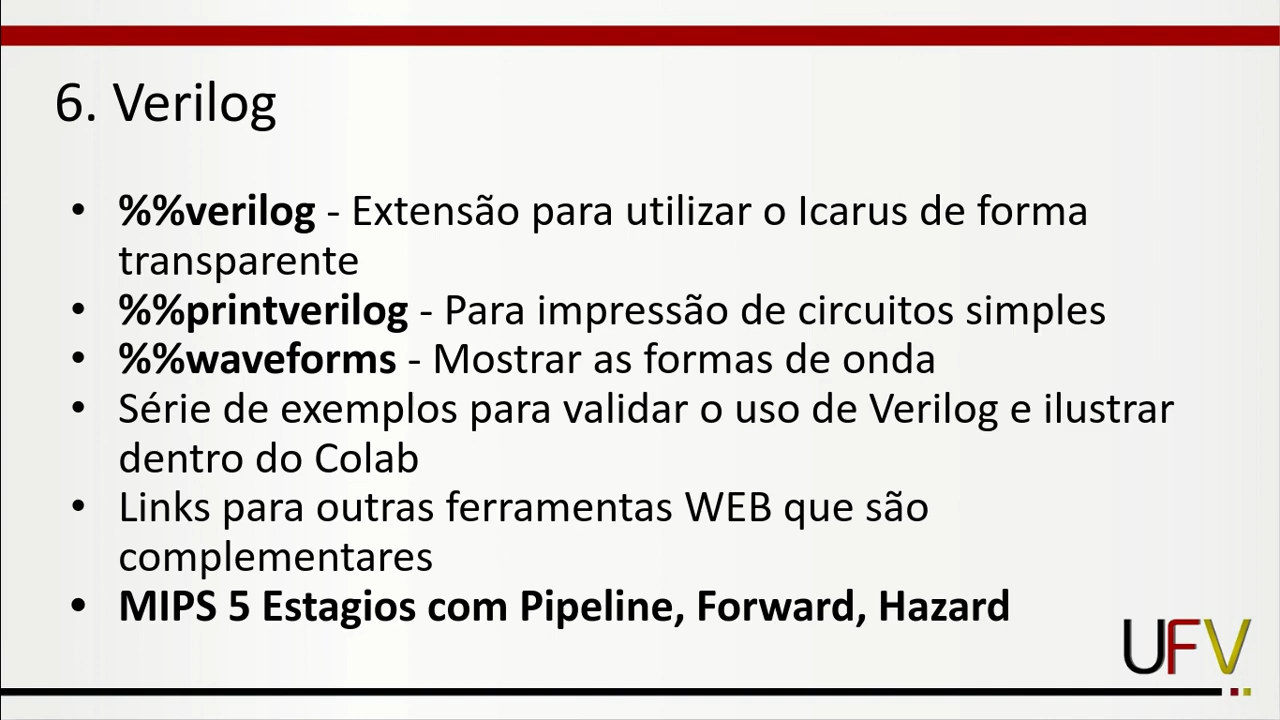 6. Verilog
• %%verilog - Extensão para utilizar o Icarus de forma
transparente
• %%printverilog - Para impressão de circuitos simples
• %%waveforms - Mostrar as formas de onda
• Série de exemplos para validar o uso de Verilog e ilustrar
dentro do Colab
• Links para outras ferramentas WEB que são
complementares
• MIPS 5 Estagios com Pipeline, Forward, Hazard
UFV